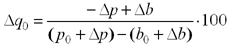 Δq₀ = (−Δp + Δb) / ((p₀ + Δp) − (b₀ + Δb)) · 100